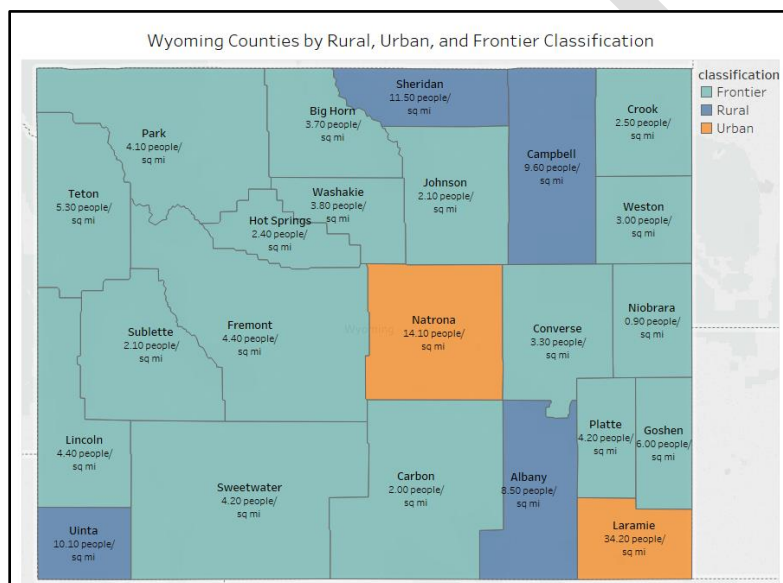 Wyoming Counties by Rural, Urban, and Frontier Classification
classification
Frontier
Rural
Urban
Sheridan
11.50 people/
sq mi
Big Horn
3.70 people/
sq mi
Crook
2.50 people/
sq mi
Park
4.10 people/
sq mi
Campbell
9.60 people/
sq mi
Teton
5.30 people/
sq mi
Washakie
3.80 people/
sq mi
Johnson
2.10 people/
sq mi
Weston
3.00 people/
sq mi
Hot Springs
2.40 people/
sq mi
Niobrara
0.90 people/
sq mi
Sublette
2.10 people/
sq mi
Fremont
4.40 people/
sq mi
Wyoming
Natrona
14.10 people/
sq mi
Converse
3.30 people/
sq mi
Platte
4.20 people/
sq mi
Goshen
6.00 people/
sq mi
Lincoln
4.40 people/
sq mi
Sweetwater
4.20 people/
sq mi
Carbon
2.00 people/
sq mi
Albany
8.50 people/
sq mi
Uinta
10.10 people/
sq mi
Laramie
34.20 people/
sq mi